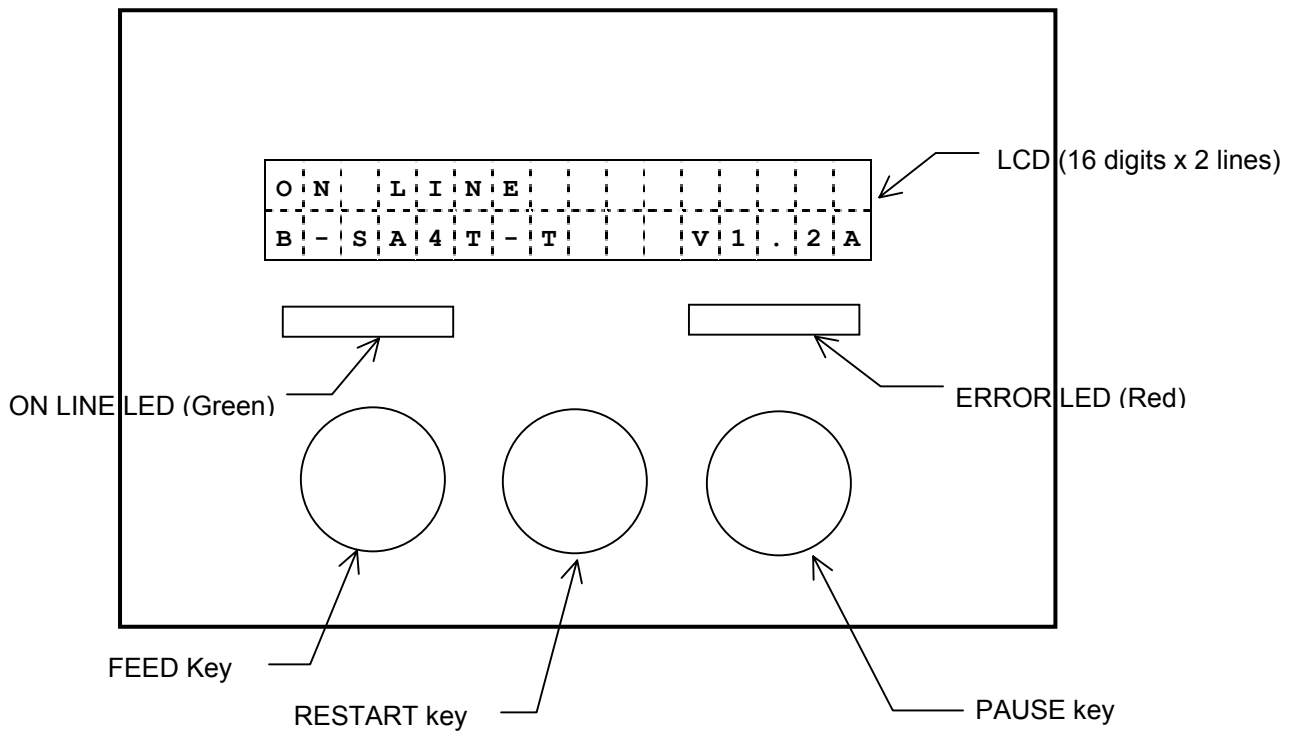 LCD (16 digits x 2 lines)
ON LINE
B-SA4T-T   V1.2A
ON LINE LED (Green)
ERROR LED (Red)
FEED Key
RESTART key
PAUSE key